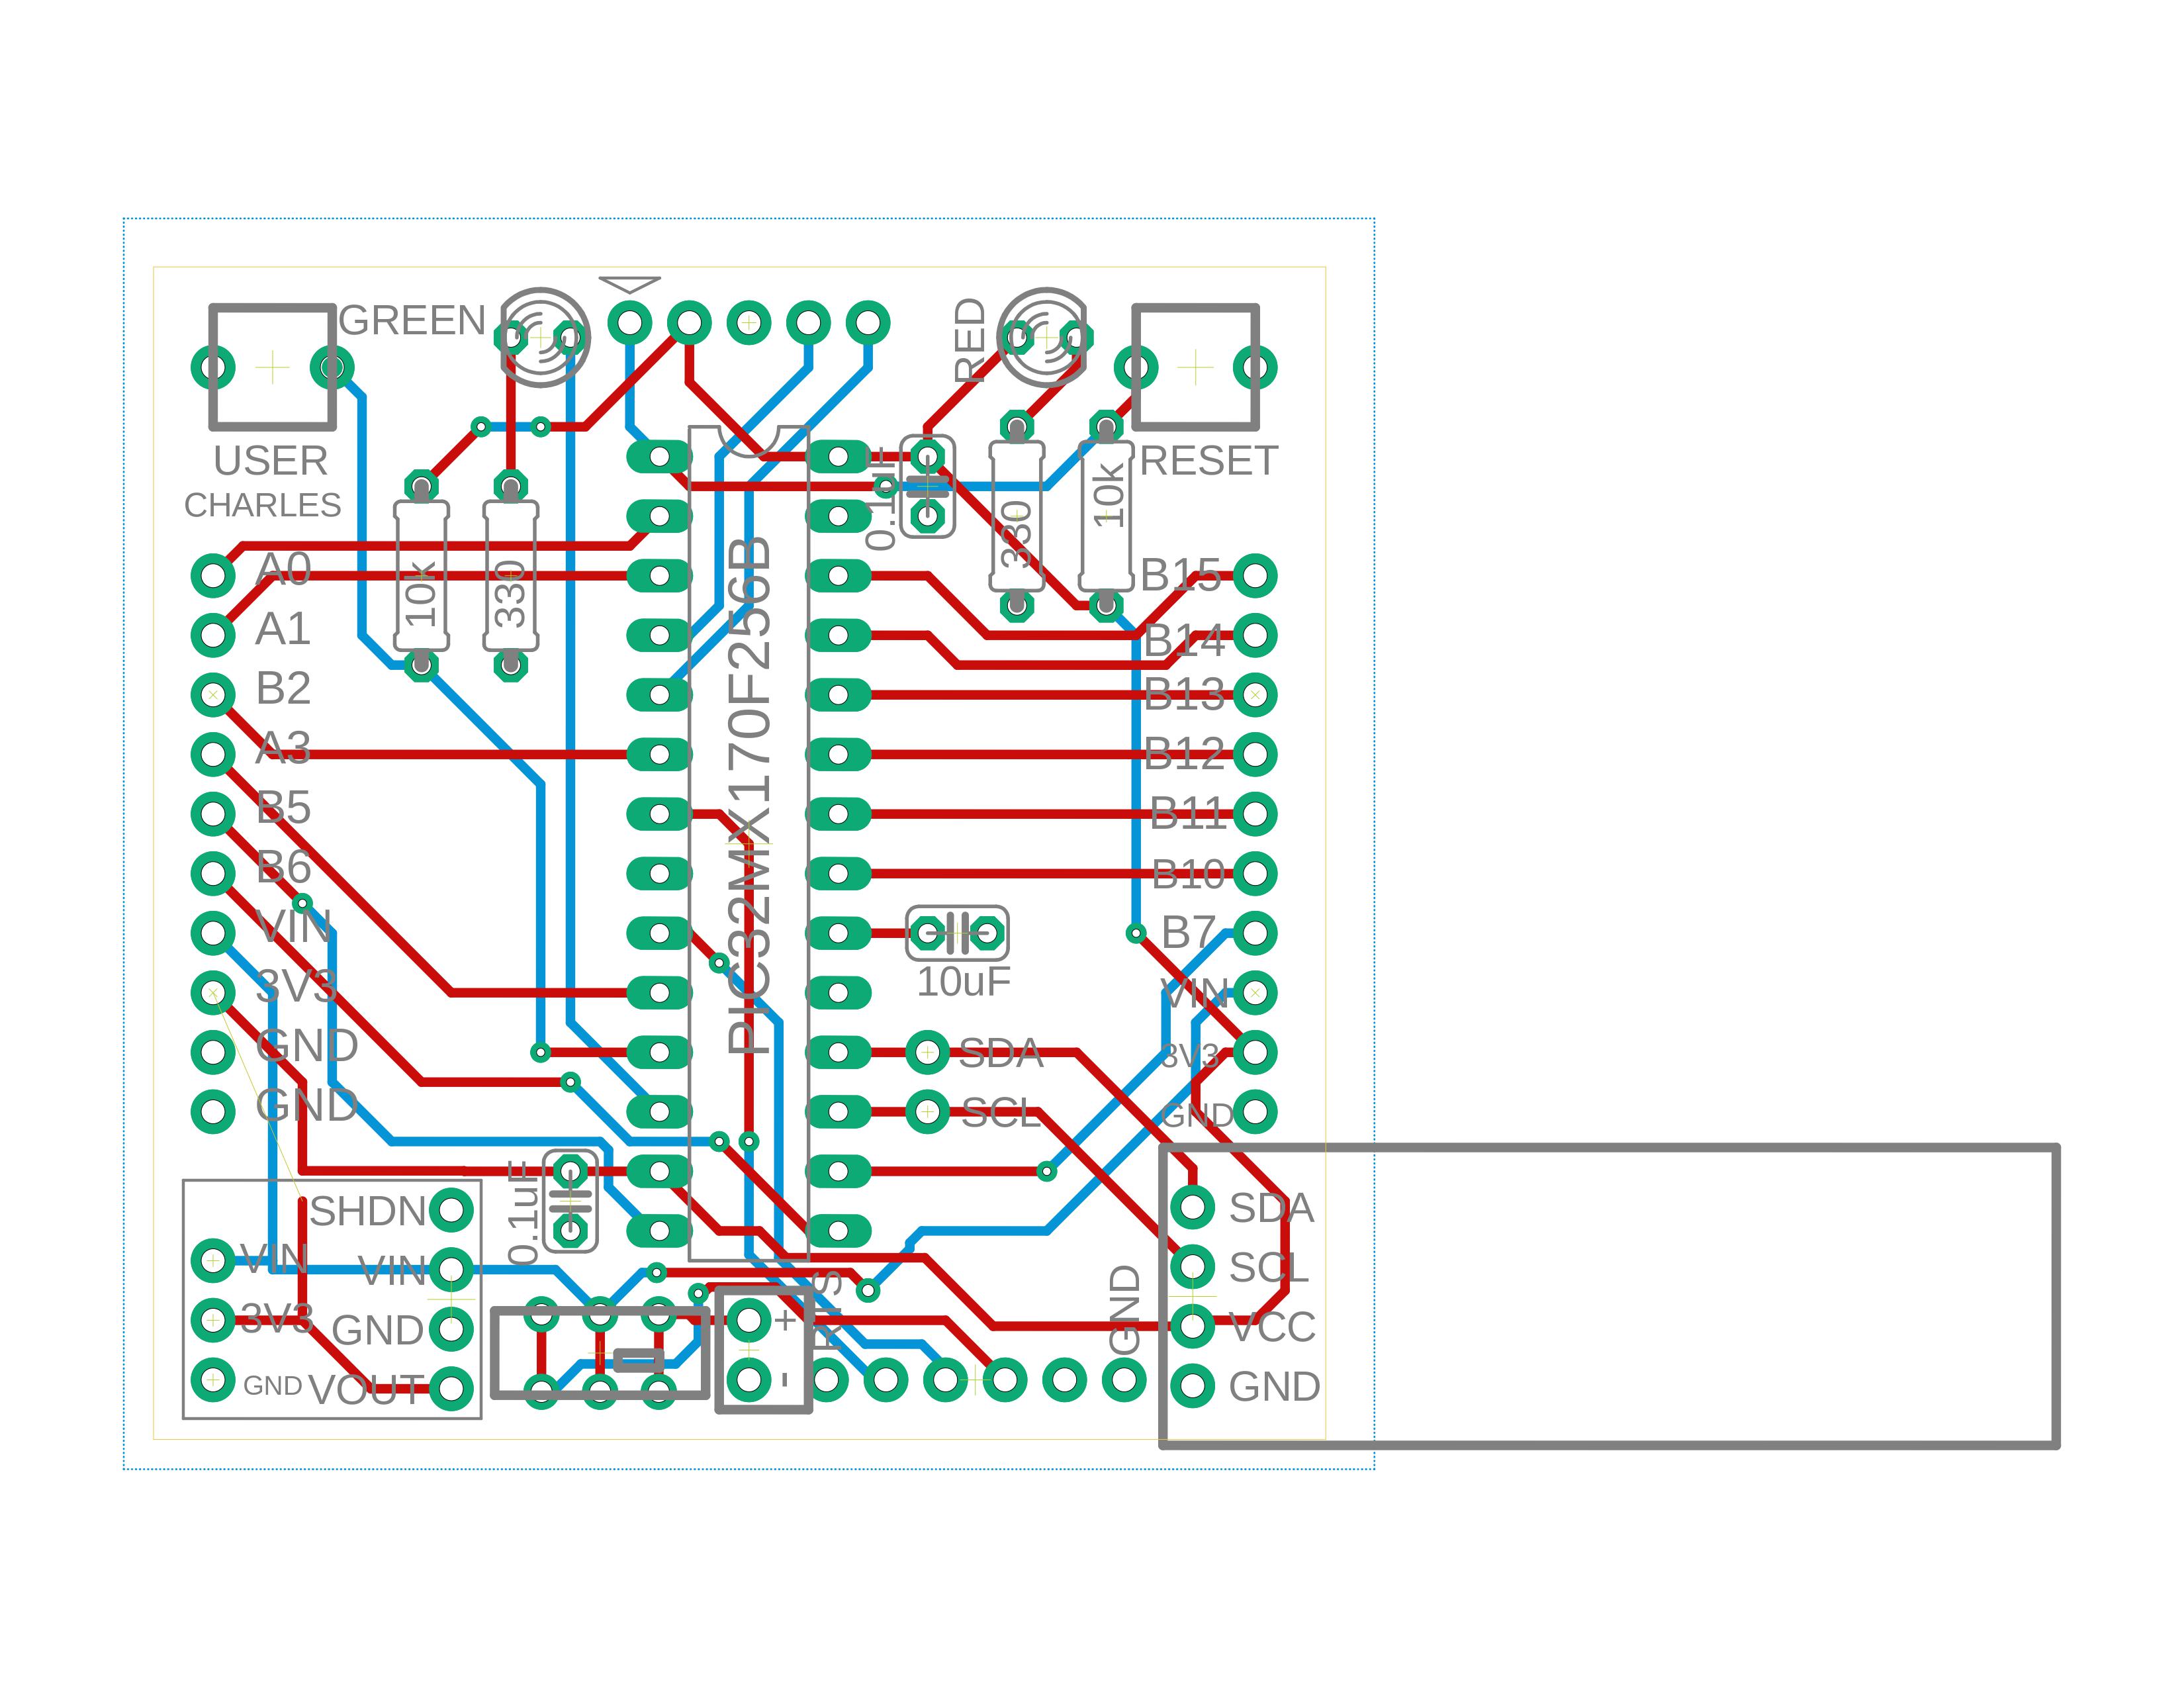 GREEN
RED
USER
CHARLES
RESET
0.1uF
330
10k
10k
330
PIC32MX170F256B
A0
A1
B2
A3
B5
B6
VIN
3V3
GND
GND
B15
B14
B13
B12
B11
B10
B7
VIN
3V3
GND
10uF
SDA
SCL
0.1uF
SHDN
VIN
GND
VOUT
VIN
3V3
GND
+
-
GND
SDA
SCL
VCC
GND